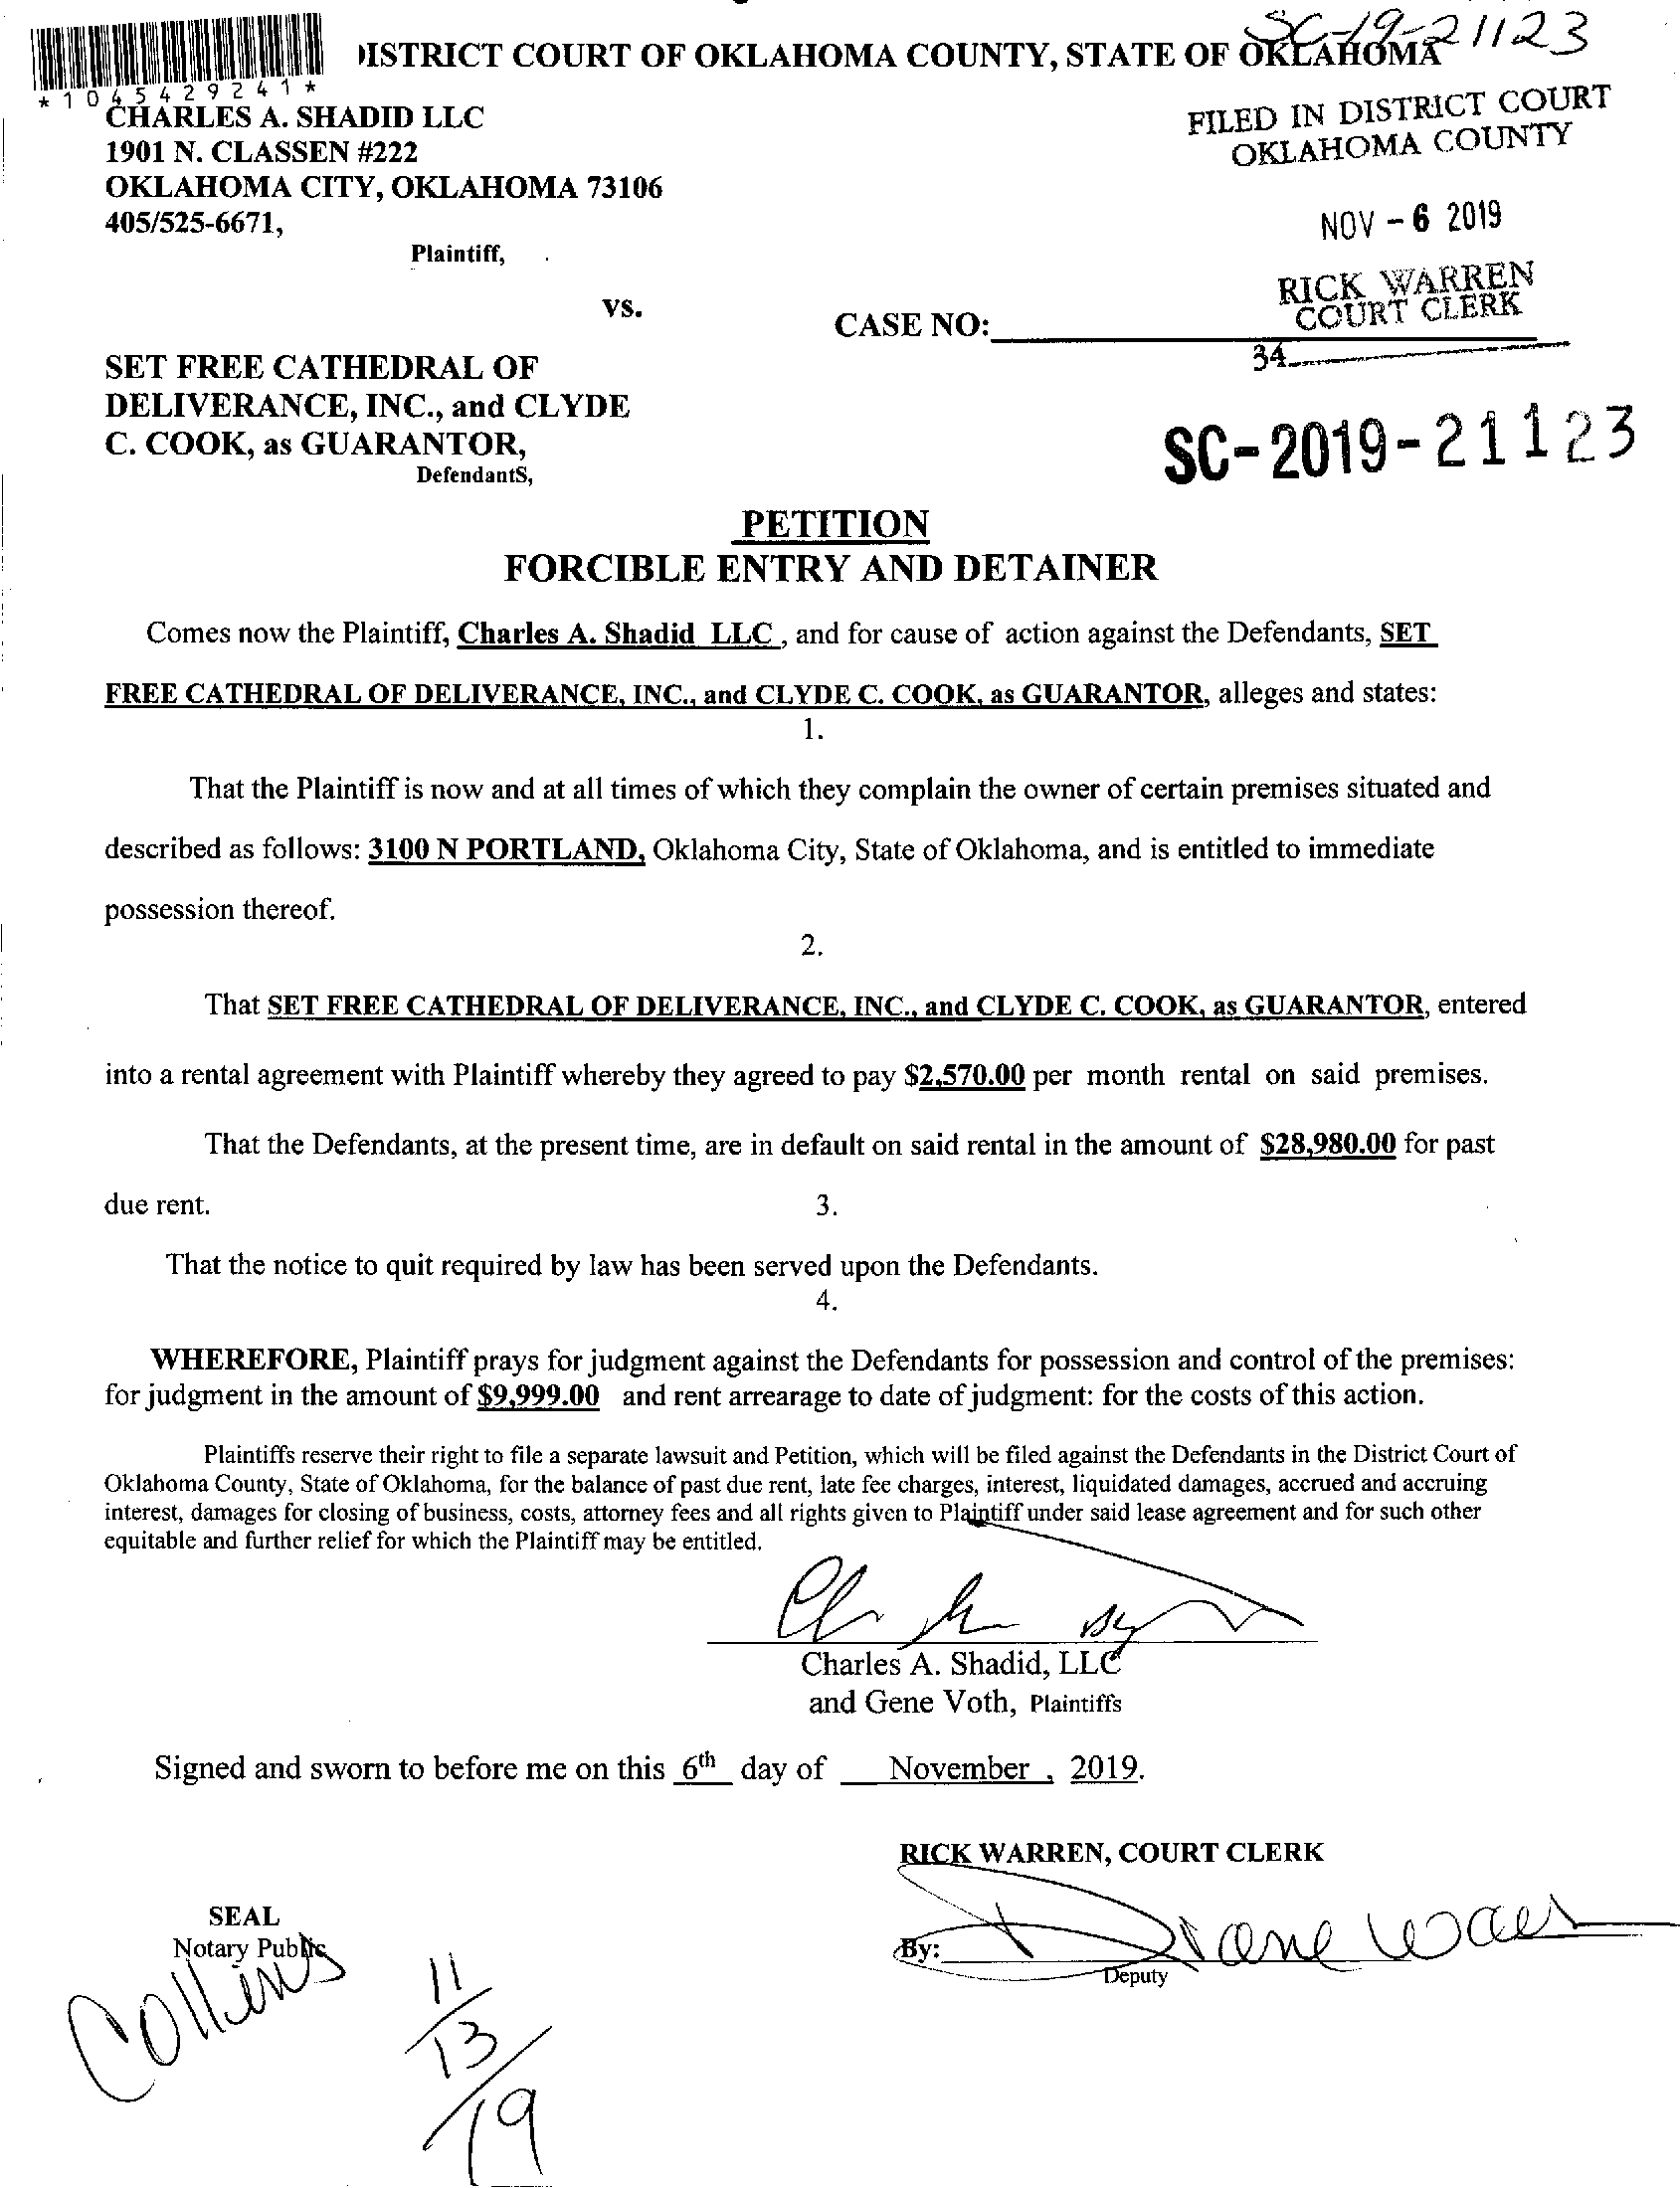 SC-19-21123
DISTRICT COURT OF OKLAHOMA COUNTY, STATE OF OKLAHOMA
*1045429241*
CHARLES A. SHADID LLC
1901 N. CLASSEN #222
OKLAHOMA CITY, OKLAHOMA 73106
405/525-6671,
Plaintiff,
FILED IN DISTRICT COURT
OKLAHOMA COUNTY
NOV - 6 2019
RICK WARREN
COURT CLERK
34
vs.
CASE NO:
SET FREE CATHEDRAL OF
DELIVERANCE, INC., and CLYDE
C. COOK, as GUARANTOR,
DefendantS,
SC-2019-21123
PETITION
FORCIBLE ENTRY AND DETAINER
Comes now the Plaintiff, Charles A. Shadid LLC , and for cause of action against the Defendants, SET
FREE CATHEDRAL OF DELIVERANCE, INC., and CLYDE C. COOK, as GUARANTOR, alleges and states:
1.
That the Plaintiff is now and at all times of which they complain the owner of certain premises situated and
described as follows: 3100 N PORTLAND, Oklahoma City, State of Oklahoma, and is entitled to immediate
possession thereof.
2.
That SET FREE CATHEDRAL OF DELIVERANCE, INC., and CLYDE C. COOK, as GUARANTOR, entered
into a rental agreement with Plaintiff whereby they agreed to pay $2,570.00 per month rental on said premises.
That the Defendants, at the present time, are in default on said rental in the amount of $28,980.00 for past
due rent.
3.
That the notice to quit required by law has been served upon the Defendants.
4.
WHEREFORE, Plaintiff prays for judgment against the Defendants for possession and control of the premises:
for judgment in the amount of $9,999.00 and rent arrearage to date of judgment: for the costs of this action.
Plaintiffs reserve their right to file a separate lawsuit and Petition, which will be filed against the Defendants in the District Court of
Oklahoma County, State of Oklahoma, for the balance of past due rent, late fee charges, interest, liquidated damages, accrued and accruing
interest, damages for closing of business, costs, attorney fees and all rights given to Plaintiff under said lease agreement and for such other
equitable and further relief for which the Plaintiff may be entitled.
Charles A. Shadid, LLC
and Gene Voth, Plaintiffs
Signed and sworn to before me on this 6th day of November , 2019.
RICK WARREN, COURT CLERK
SEAL
Notary Public
By:
Deputy
Collins
11
13
19